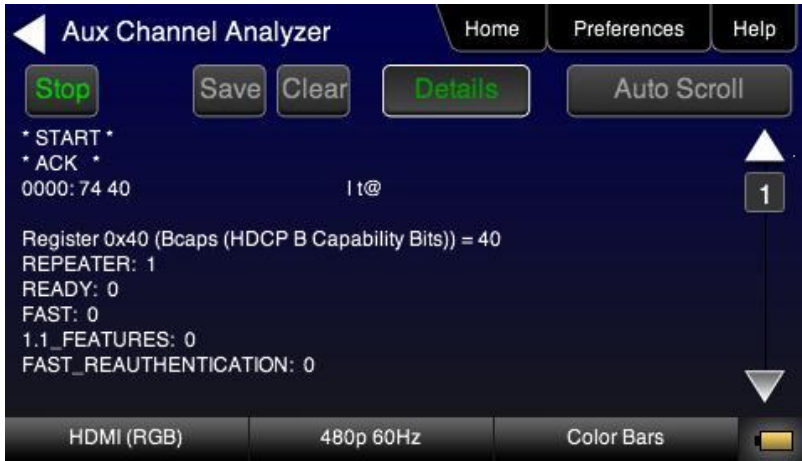 Aux Channel Analyzer Home Preferences Help
Stop Save Clear Details Auto Scroll
* START *
* ACK *
0000: 74 40 | t@
1
Register 0x40 (Bcaps (HDCP B Capability Bits)) = 40
REPEATER: 1
READY: 0
FAST: 0
1.1_FEATURES: 0
FAST_REAUTHENTICATION: 0
HDMI (RGB) 480p 60Hz Color Bars